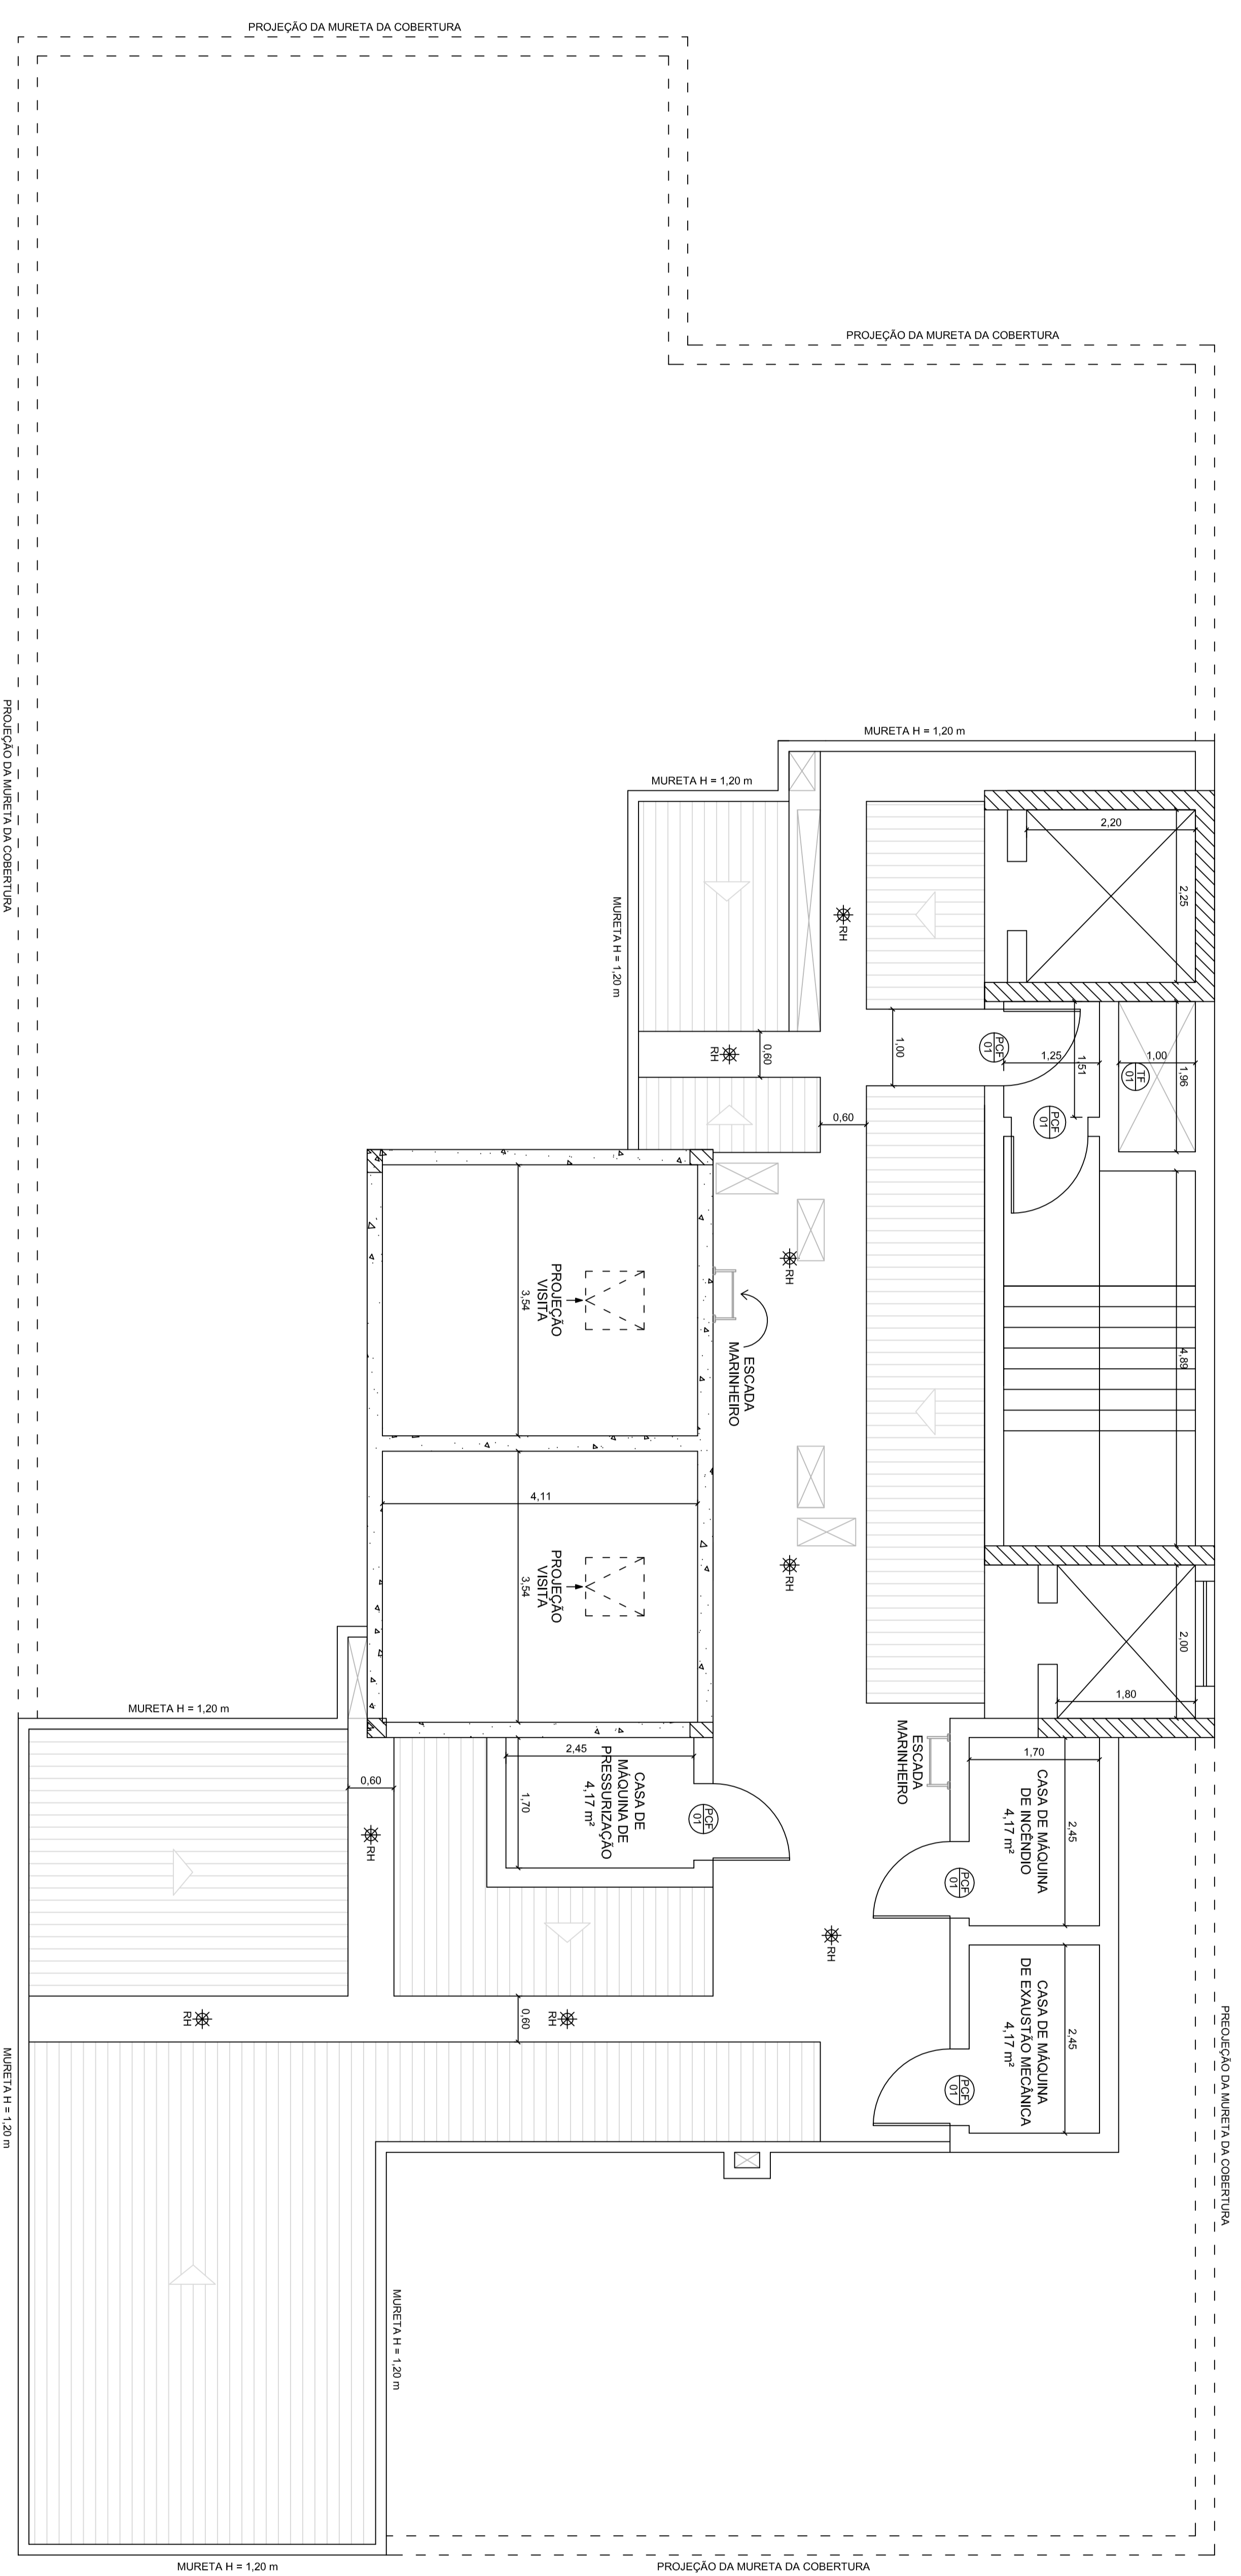 PROJEÇÃO DA MURETA DA COBERTURA
PROJEÇÃO DA MURETA DA COBERTURA
PROJEÇÃO DA MURETA DA COBERTURA
MURETA H = 1,20 m
MURETA H = 1,20 m
MURETA H = 1,20 m
2,20
2,25
RH
RH
0,60
1,00
PCF
01
1,25
1,51
1,00
1,96
TF
01
PCF
01
0,60
PROJEÇÃO
VISITA
3,54
RH
ESCADA
MARINHEIRO
4,89
4,11
PROJEÇÃO
VISITA
3,54
RH
2,00
1,80
MURETA H = 1,20 m
0,60
RH
2,45
1,70
CASA DE
MÁQUINA DE
PRESSURIZAÇÃO
4,17 m²
PCF
01
ESCADA
MARINHEIRO
1,70
CASA DE MÁQUINA
DE INCÊNDIO
4,17 m²
2,45
PCF
01
RH
RH
RH
0,60
CASA DE MÁQUINA
DE EXAUSTÃO MECÂNICA
4,17 m²
2,45
PCF
01
PREOJEÇÃO DA MURETA DA COBERTURA
MURETA H = 1,20 m
MURETA H = 1,20 m
MURETA H = 1,20 m
PROJEÇÃO DA MURETA DA COBERTURA